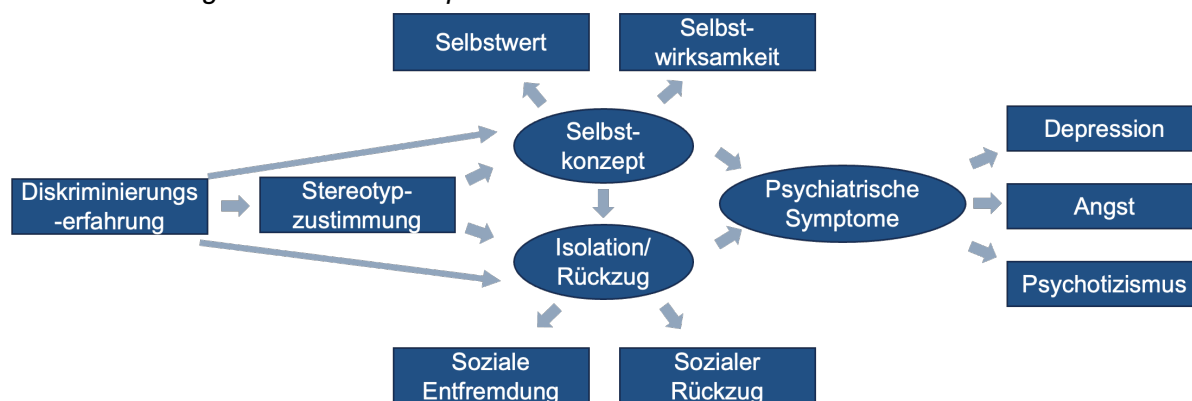 Selbstwert
Selbst-
wirksamkeit
Selbst-
konzept
Depression
Diskriminierungs
-erfahrung
Stereotyp-
zustimmung
Psychiatrische
Symptome
Angst
Isolation/
Rückzug
Psychotizismus
Soziale
Entfremdung
Sozialer
Rückzug